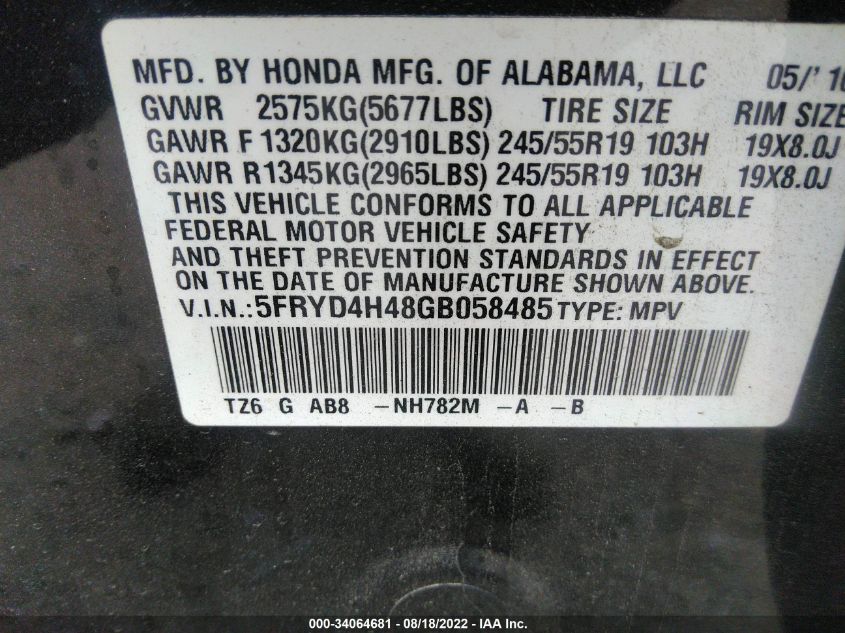 MFD. BY HONDA MFG. OF ALABAMA, LLC 05/'16
GVWR 2575KG(5677LBS) TIRE SIZE RIM SIZE
GAWR F 1320KG(2910LBS) 245/55R19 103H 19X8.0J
GAWR R 1345KG(2965LBS) 245/55R19 103H 19X8.0J
THIS VEHICLE CONFORMS TO ALL APPLICABLE
FEDERAL MOTOR VEHICLE SAFETY
AND THEFT PREVENTION STANDARDS IN EFFECT
ON THE DATE OF MANUFACTURE SHOWN ABOVE.
V.I.N.:5FRYD4H48GB058485 TYPE: MPV
TZ6 G AB8 -NH782M -A -B
000-34064681 - 08/18/2022 - IAA Inc.